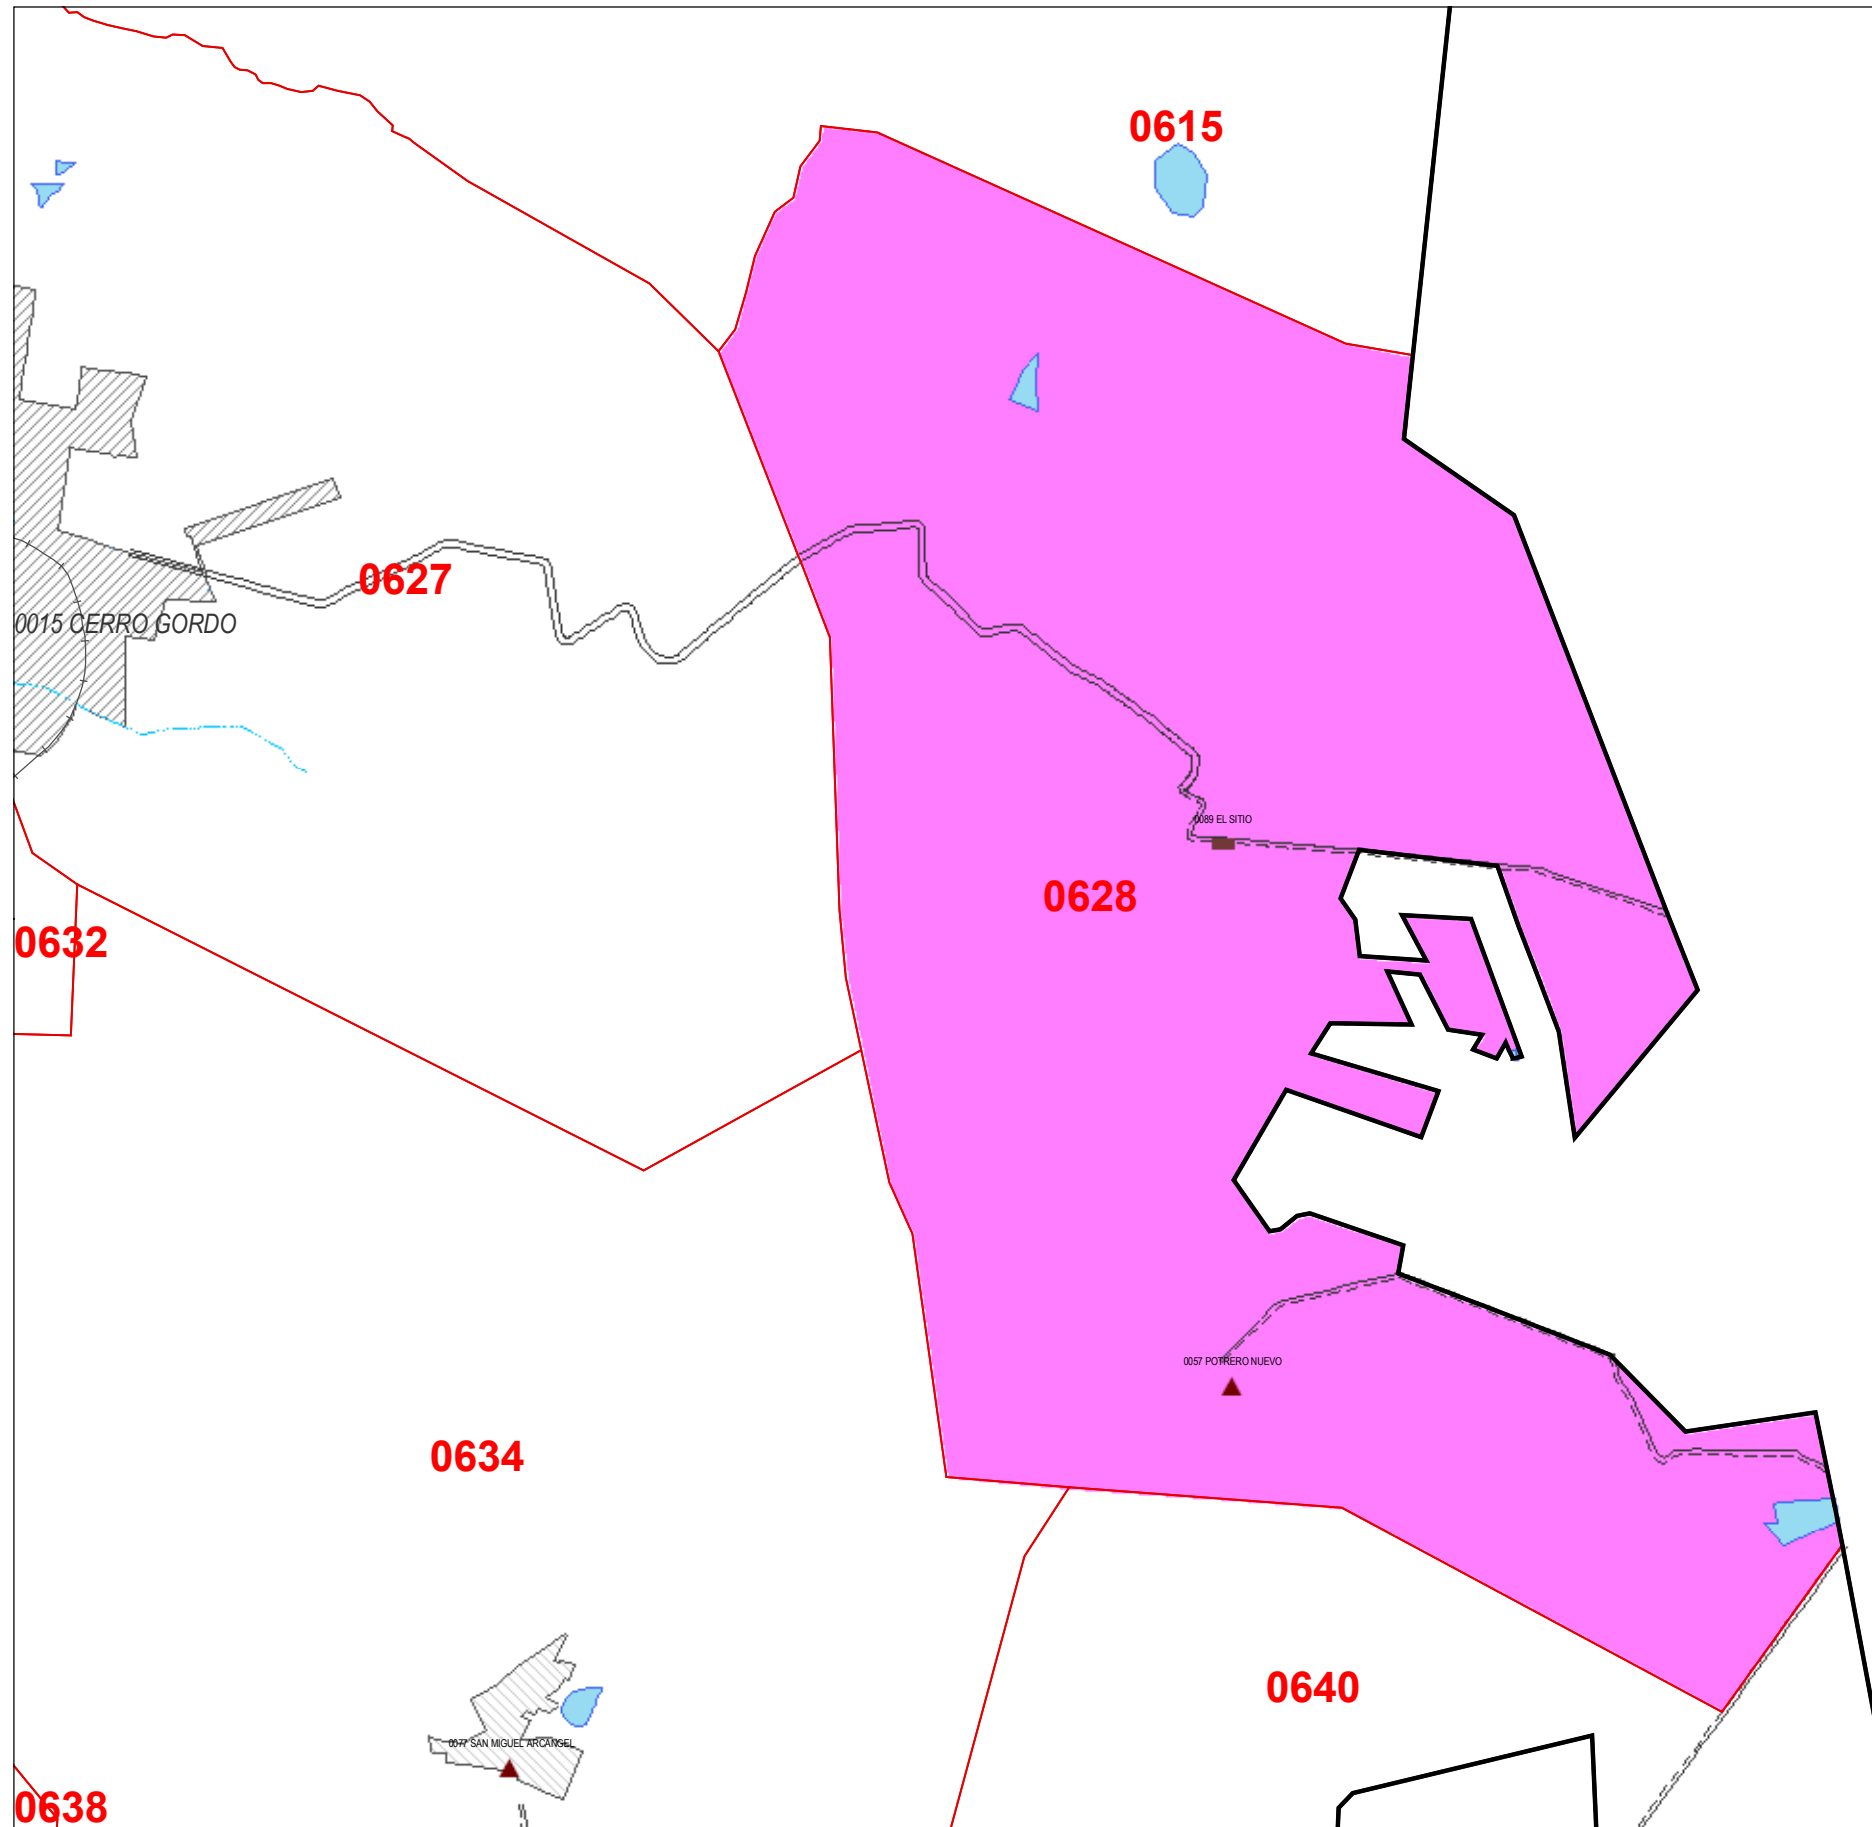 0615
0627
0015 CERRO GORDO
0089 EL SITIO
0628
0632
0057 POTRERO NUEVO
0634
0640
0077 SAN MIGUEL ARCANGEL
0638